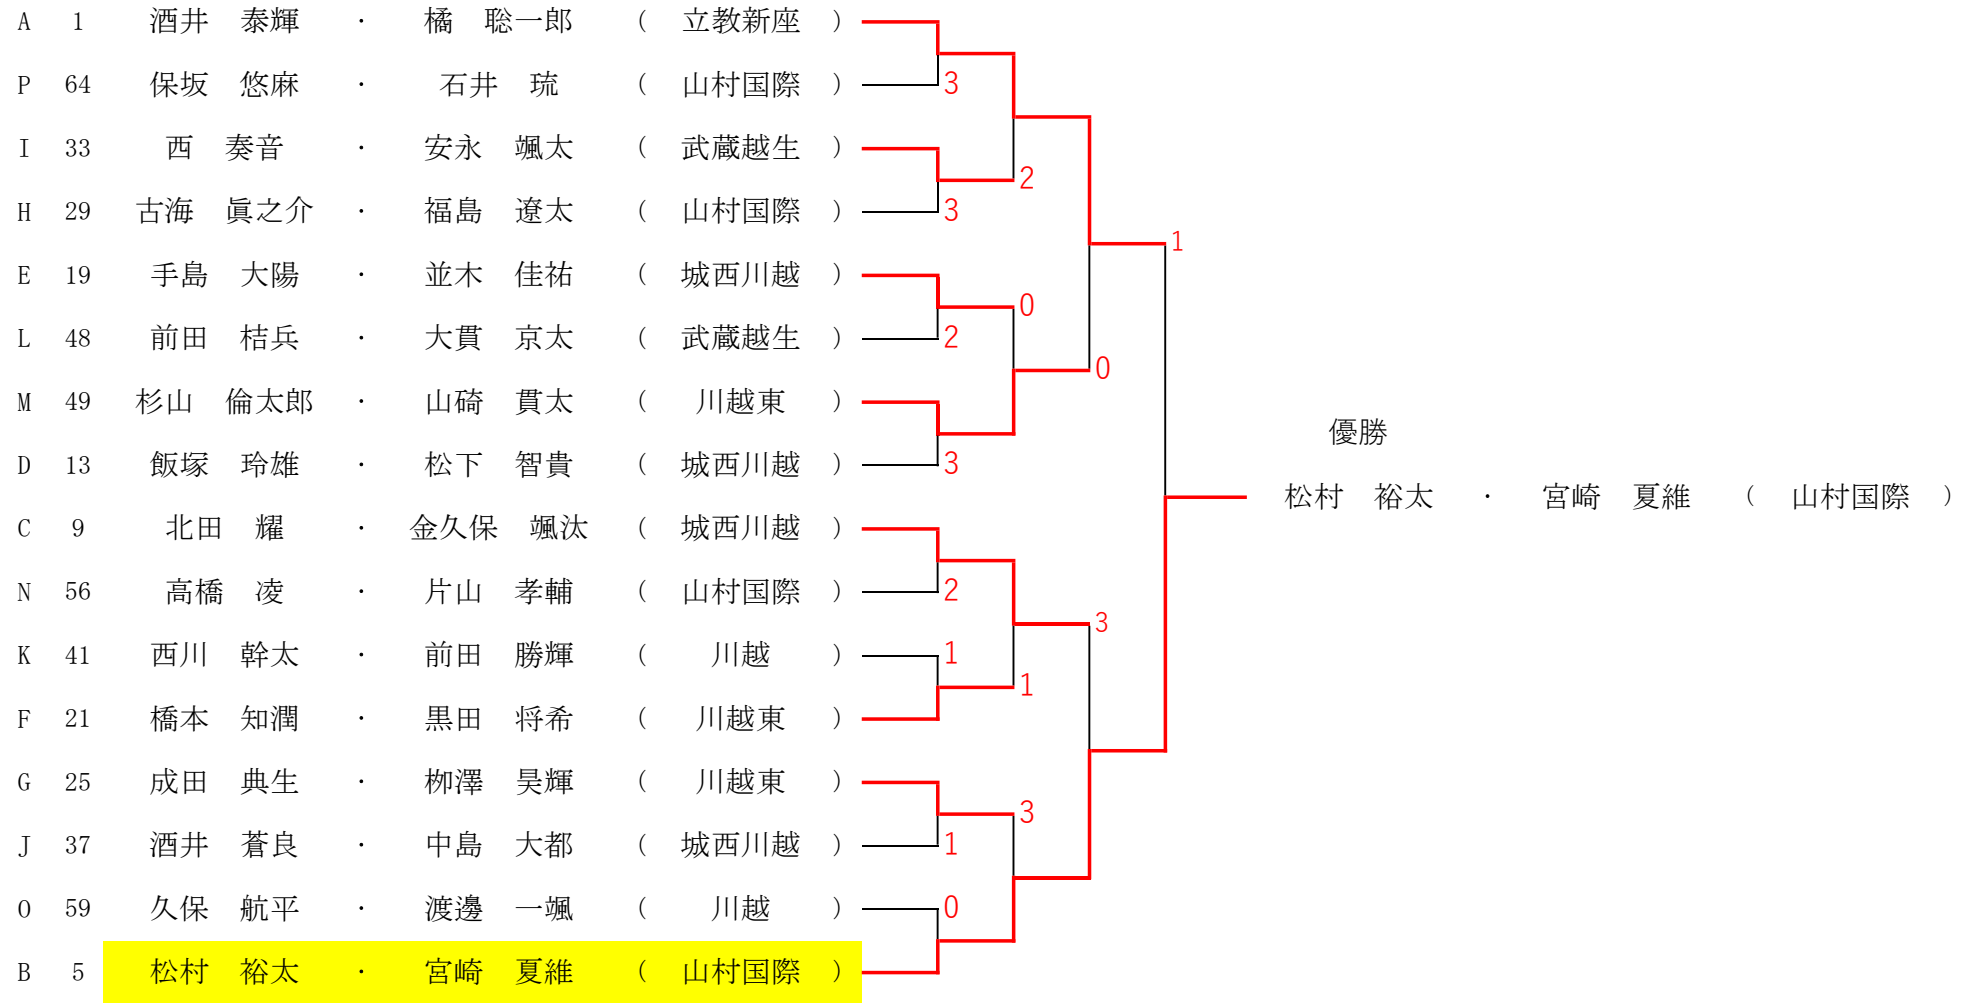 A 1 酒井 泰輝 ・ 橘 聡一郎 ( 立教新座 )
3
P 64 保坂 悠麻 ・ 石井 琉 ( 山村国際 )
I 33 西 奏音 ・ 安永 颯太 ( 武蔵越生 )
2
H 29 古海 眞之介 ・ 福島 遼太 ( 山村国際 )
3
1
E 19 手島 大陽 ・ 並木 佳祐 ( 城西川越 )
0
L 48 前田 桔兵 ・ 大貫 京太 ( 武蔵越生 )
2
0
M 49 杉山 倫太郎 ・ 山碕 貫太 ( 川越東 )
優勝
D 13 飯塚 玲雄 ・ 松下 智貴 ( 城西川越 )
3
松村 裕太 ・ 宮崎 夏維 ( 山村国際 )
C 9 北田 耀 ・ 金久保 颯汰 ( 城西川越 )
N 56 高橋 凌 ・ 片山 孝輔 ( 山村国際 )
2
3
K 41 西川 幹太 ・ 前田 勝輝 ( 川越 )
1
1
F 21 橋本 知潤 ・ 黒田 将希 ( 川越東 )
G 25 成田 典生 ・ 栁澤 昊輝 ( 川越東 )
3
J 37 酒井 蒼良 ・ 中島 大都 ( 城西川越 )
1
O 59 久保 航平 ・ 渡邊 一颯 ( 川越 )
0
B 5 松村 裕太 ・ 宮崎 夏維 ( 山村国際 )